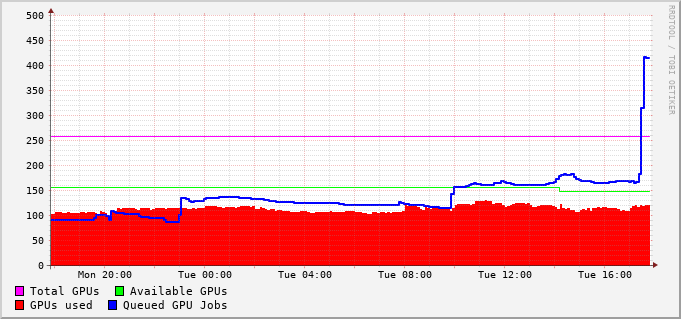 500
450
400
350
300
250
200
150
100
50
0
Mon 20:00 Tue 00:00 Tue 04:00 Tue 08:00 Tue 12:00 Tue 16:00
Total GPUs Available GPUs
GPUs used Queued GPU Jobs
RRDTOOL / TOBI OETIKER